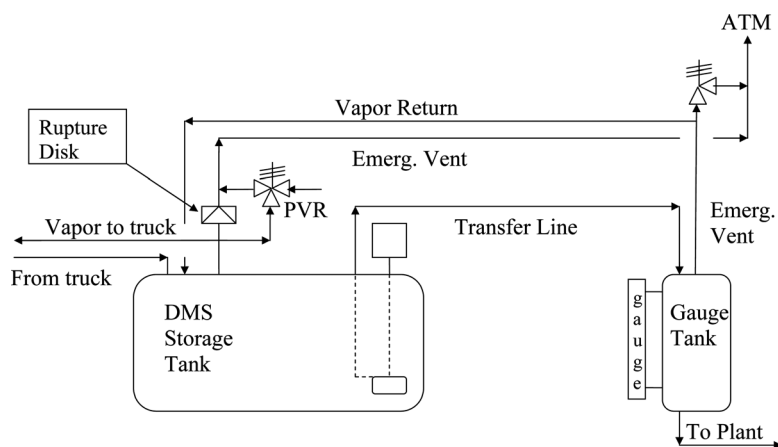 ATM
Vapor Return
Rupture
Disk
Emerg. Vent
PVR
Vapor to truck
Transfer Line
Emerg.
Vent
From truck
DMS
Storage
Tank
gauge
Gauge
Tank
To Plant